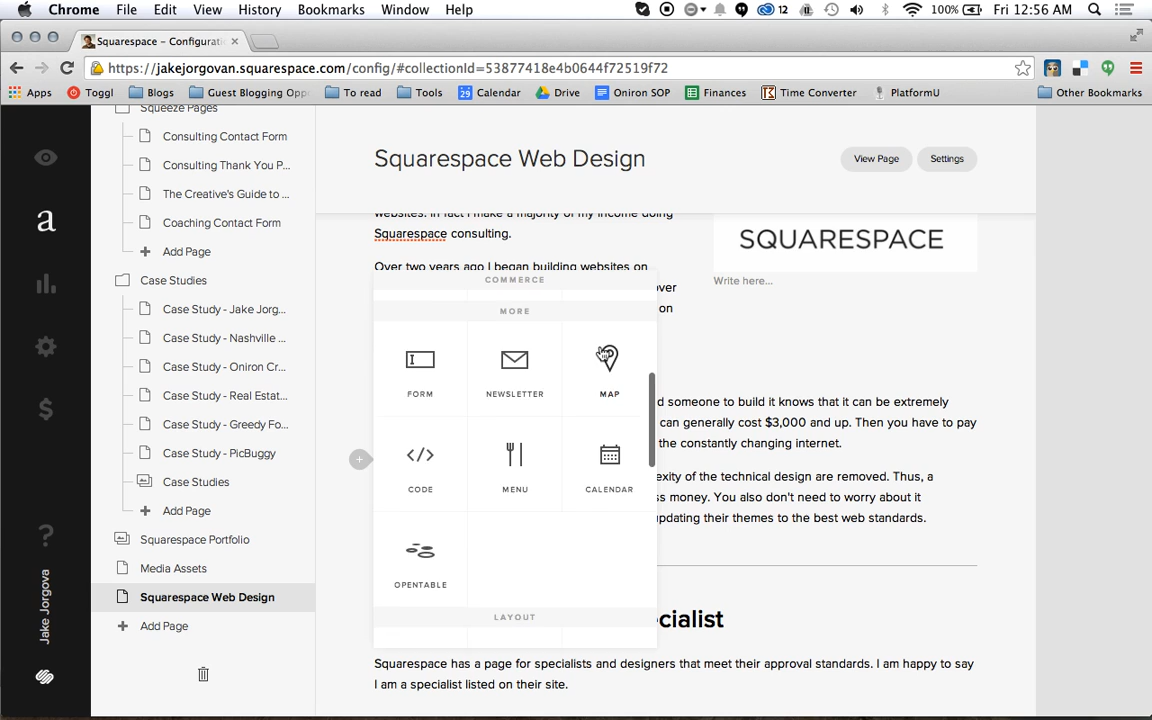 Chrome File Edit View History Bookmarks Window Help 12 100% Fri 12:56 AM
Squarespace – Configurati
https://jakejorgovan.squarespace.com/config/#collectionId=53877418e4b0644f72519f72
Apps Toggl Blogs Guest Blogging Oppo To read Tools 29 Calendar Drive Oniron SOP Finances Time Converter PlatformU Other Bookmarks
Squeeze Pages
Consulting Contact Form
Consulting Thank You P...
The Creative's Guide to ...
Coaching Contact Form
Add Page
Case Studies
Case Study - Jake Jorg...
Case Study - Nashville ...
Case Study - Oniron Cr...
Case Study - Real Estat...
Case Study - Greedy Fo...
Case Study - PicBuggy
Case Studies
Add Page
Squarespace Portfolio
Media Assets
Squarespace Web Design
Add Page
a
$
?
Jake Jorgova
Squarespace Web Design
View Page Settings
websites. In fact I make a majority of my income doing
Squarespace consulting.
Over two years ago I began building websites on
over
on
SQUARESPACE
Write here...
COMMERCE
MORE
FORM NEWSLETTER MAP
CODE MENU CALENDAR
OPENTABLE
LAYOUT
d someone to build it knows that it can be extremely
can generally cost $3,000 and up. Then you have to pay
the constantly changing internet.
exity of the technical design are removed. Thus, a
ss money. You also don't need to worry about it
updating their themes to the best web standards.
ecialist
Squarespace has a page for specialists and designers that meet their approval standards. I am happy to say
I am a specialist listed on their site.